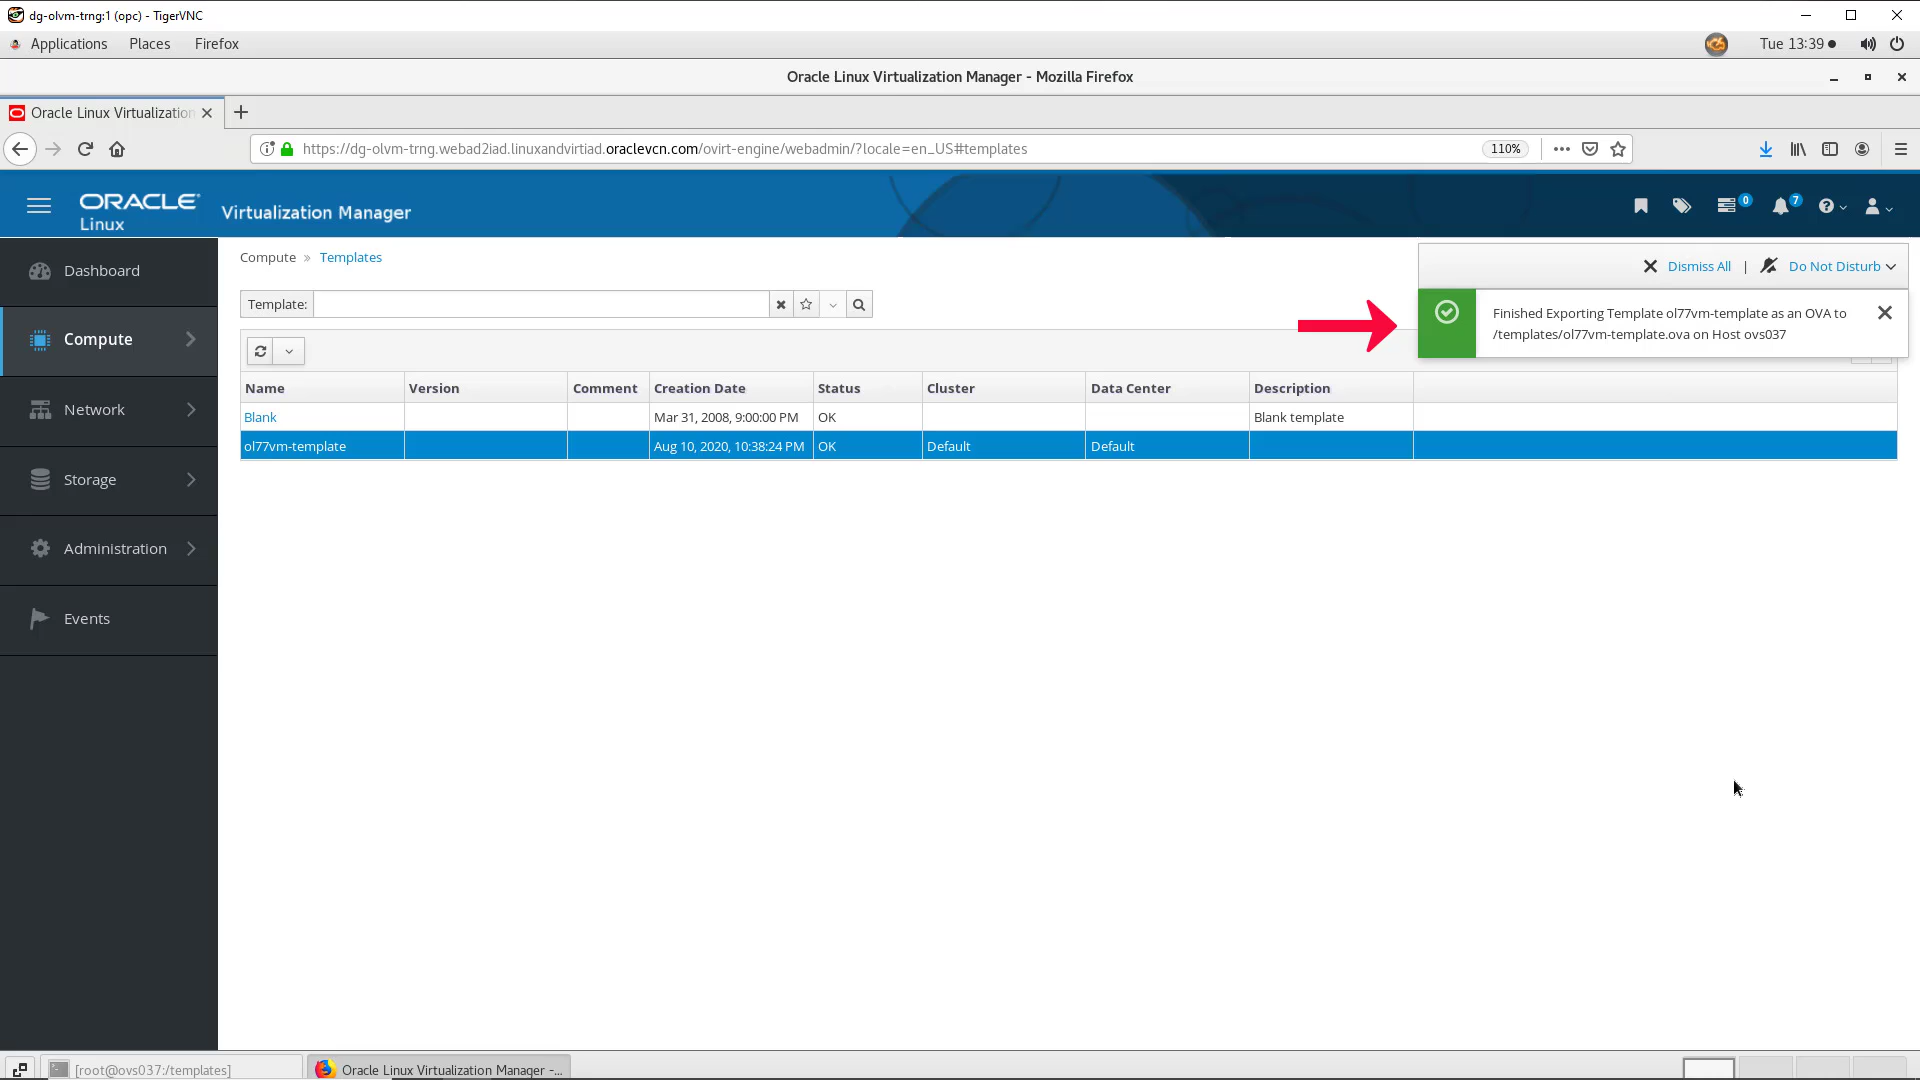 dg-olvm-trng:1 (opc) - TigerVNC
Applications Places Firefox Tue 13:39
Oracle Linux Virtualization Manager - Mozilla Firefox
Oracle Linux Virtualization
https://dg-olvm-trng.webad2iad.linuxandvirtiad.oraclevcn.com/ovirt-engine/webadmin/?locale=en_US#templates 110%
ORACLE
Linux
Virtualization Manager
0 7
Dashboard
Compute
Network
Storage
Administration
Events
Compute » Templates
Dismiss All | Do Not Disturb
Template:
Finished Exporting Template ol77vm-template as an OVA to
/templates/ol77vm-template.ova on Host ovs037
Name Version Comment Creation Date Status Cluster Data Center Description
Blank Mar 31, 2008, 9:00:00 PM OK Blank template
ol77vm-template Aug 10, 2020, 10:38:24 PM OK Default Default
[root@ovs037:/templates] Oracle Linux Virtualization Manager -...